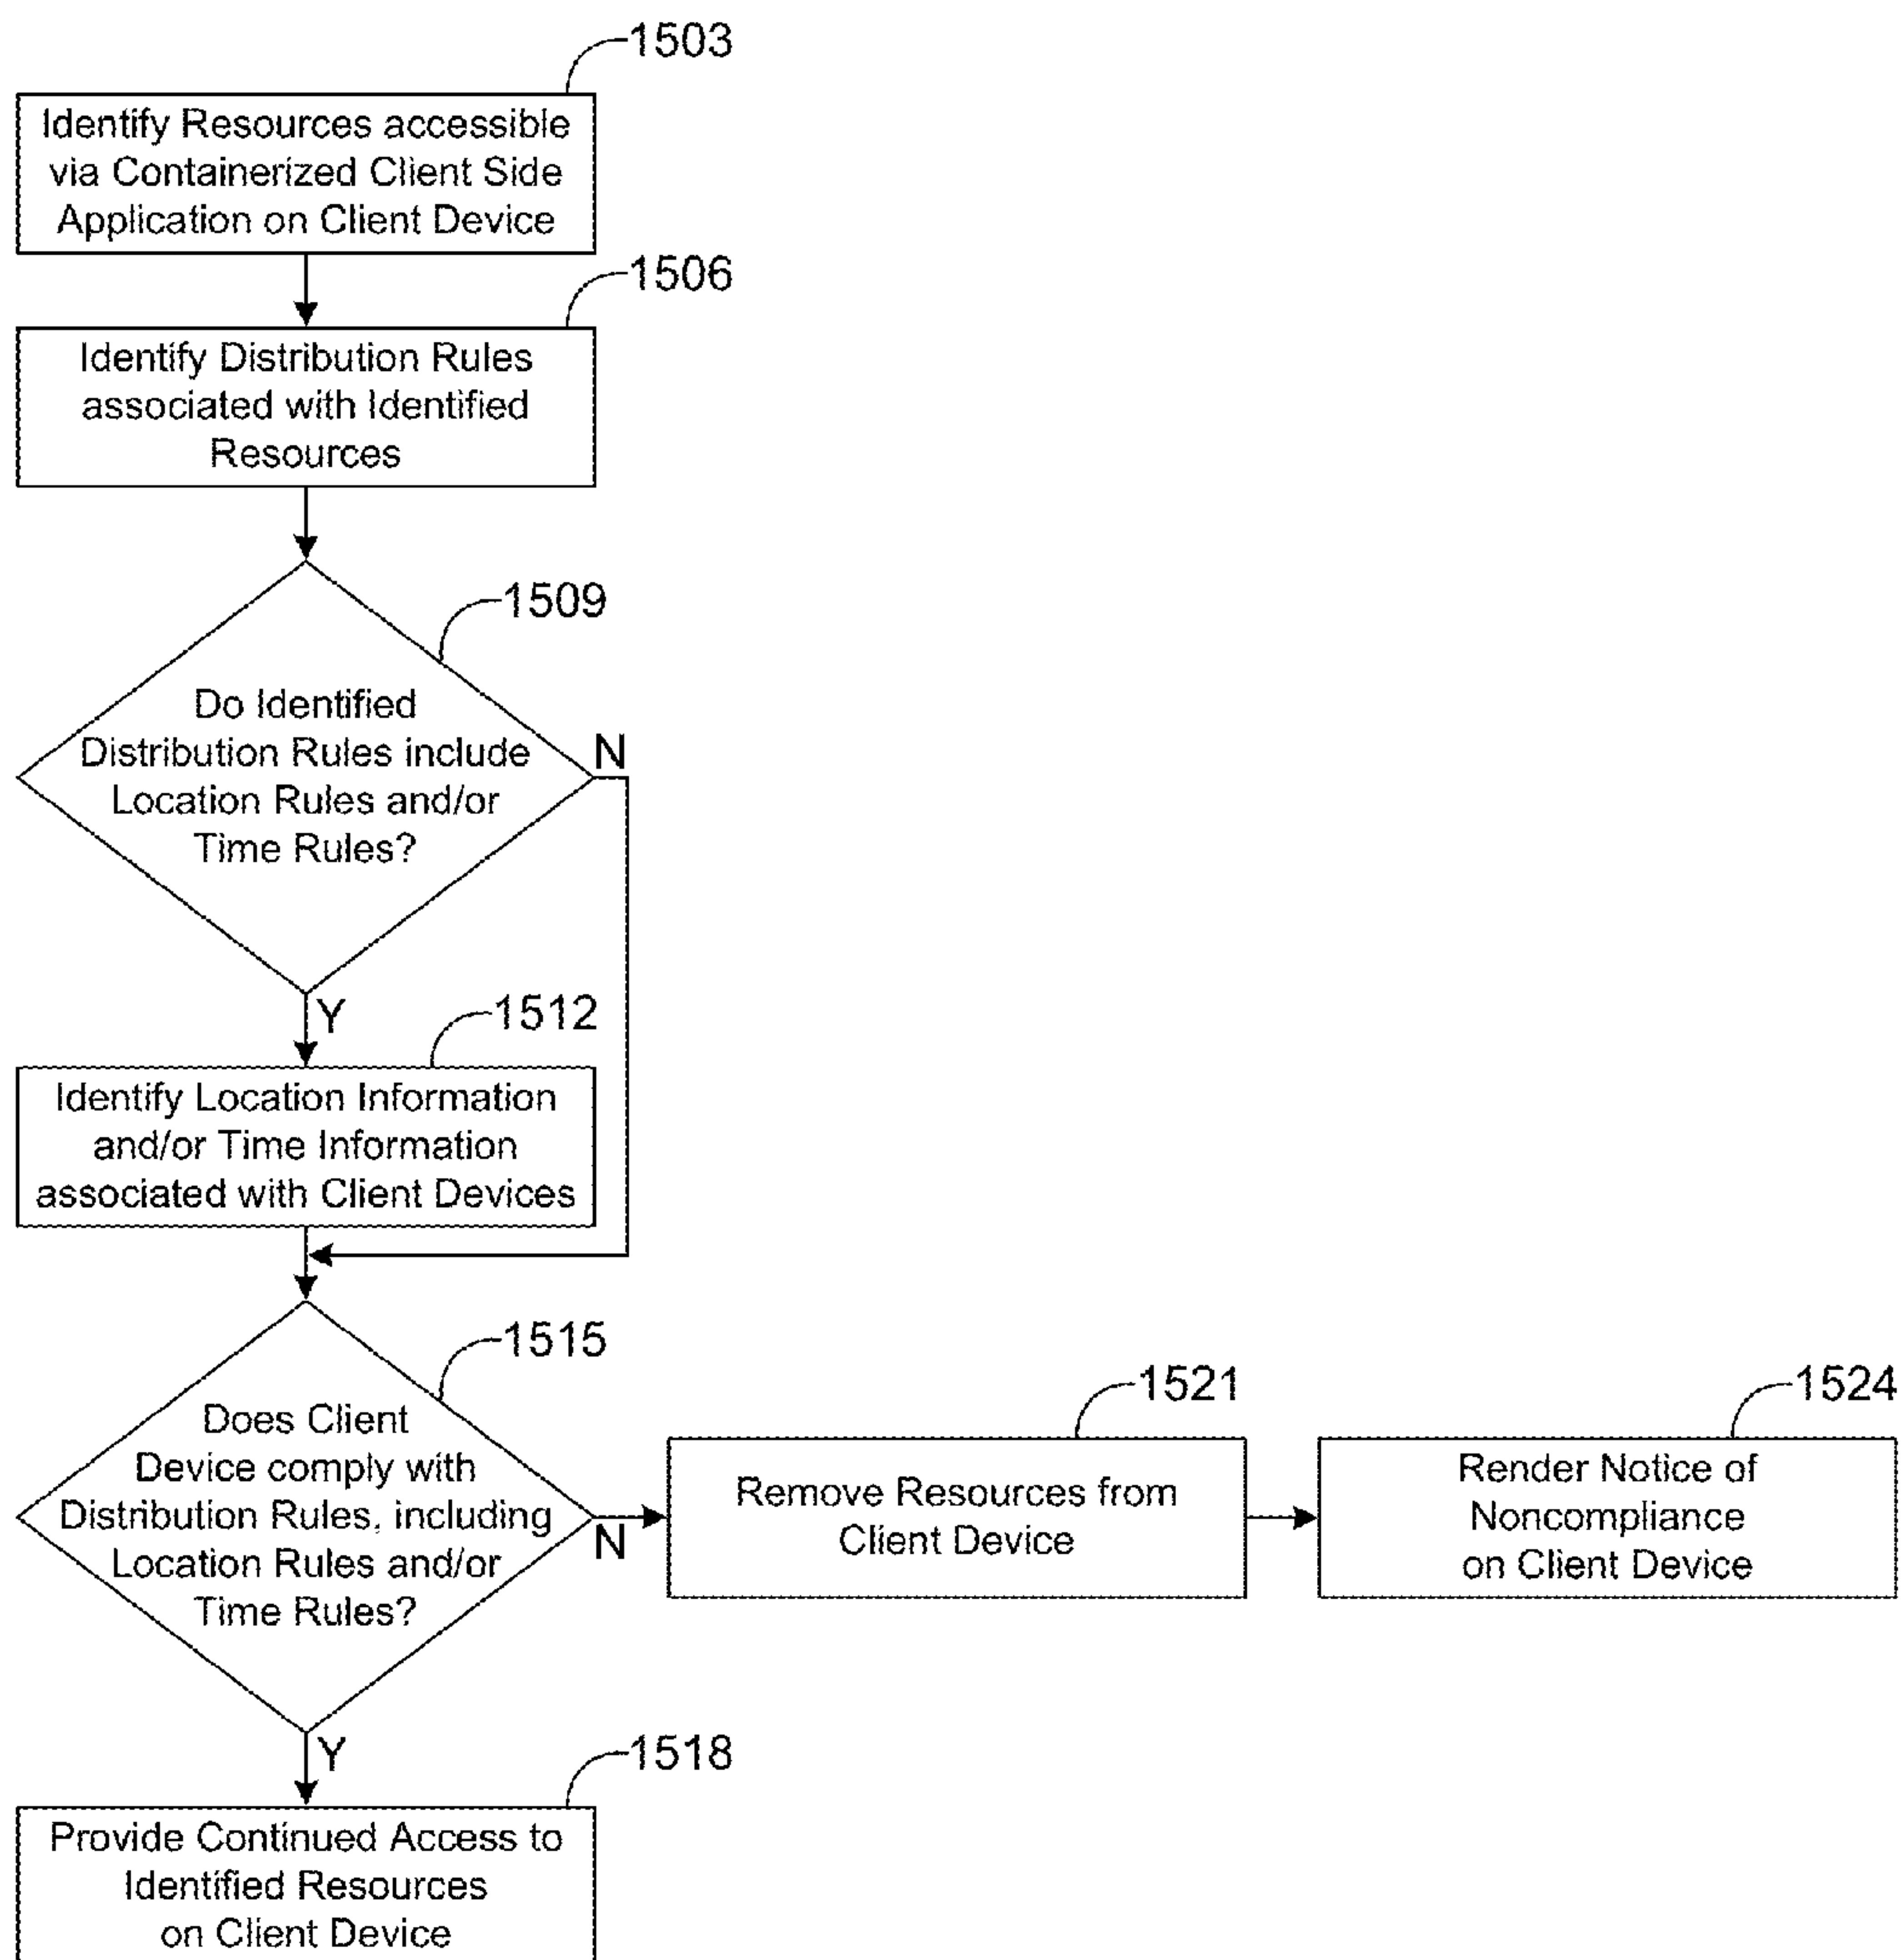 1503
Identify Resources accessible
via Containerized Client Side
Application on Client Device
1506
Identify Distribution Rules
associated with Identified
Resources
1509
Do Identified
Distribution Rules include
Location Rules and/or
Time Rules?
N
Y
1512
Identify Location Information
and/or Time Information
associated with Client Devices
1515
Does Client
Device comply with
Distribution Rules, including
Location Rules and/or
Time Rules?
N
1521
Remove Resources from
Client Device
1524
Render Notice of
Noncompliance
on Client Device
Y
1518
Provide Continued Access to
Identified Resources
on Client Device